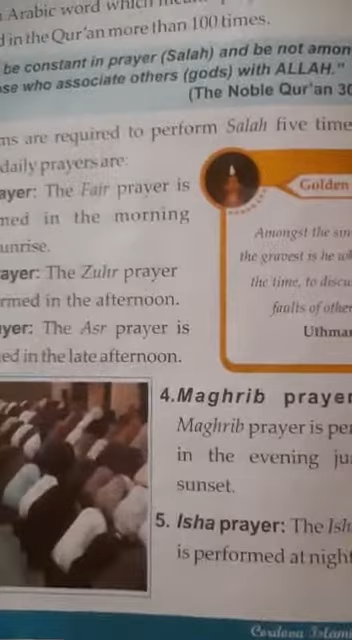 Arabic word which
in the Qur'an more than 100 times.
be constant in prayer (Salah) and be not amon
se who associate others (gods) with ALLAH."
(The Noble Qur'an 30
ms are required to perform Salah five time
daily prayers are:
ayer: The Fajr prayer is
med in the morning
unrise.
ayer: The Zuhr prayer
rmed in the afternoon.
yer: The Asr prayer is
ed in the late afternoon.
Golden
Amongst the sin
the gravest is he wh
the time, to discu
faults of other
Uthma
4.Maghrib prayer
Maghrib prayer is per
in the evening ju
sunset.
5. Isha prayer: The Ish
is performed at night
Cordova Islam